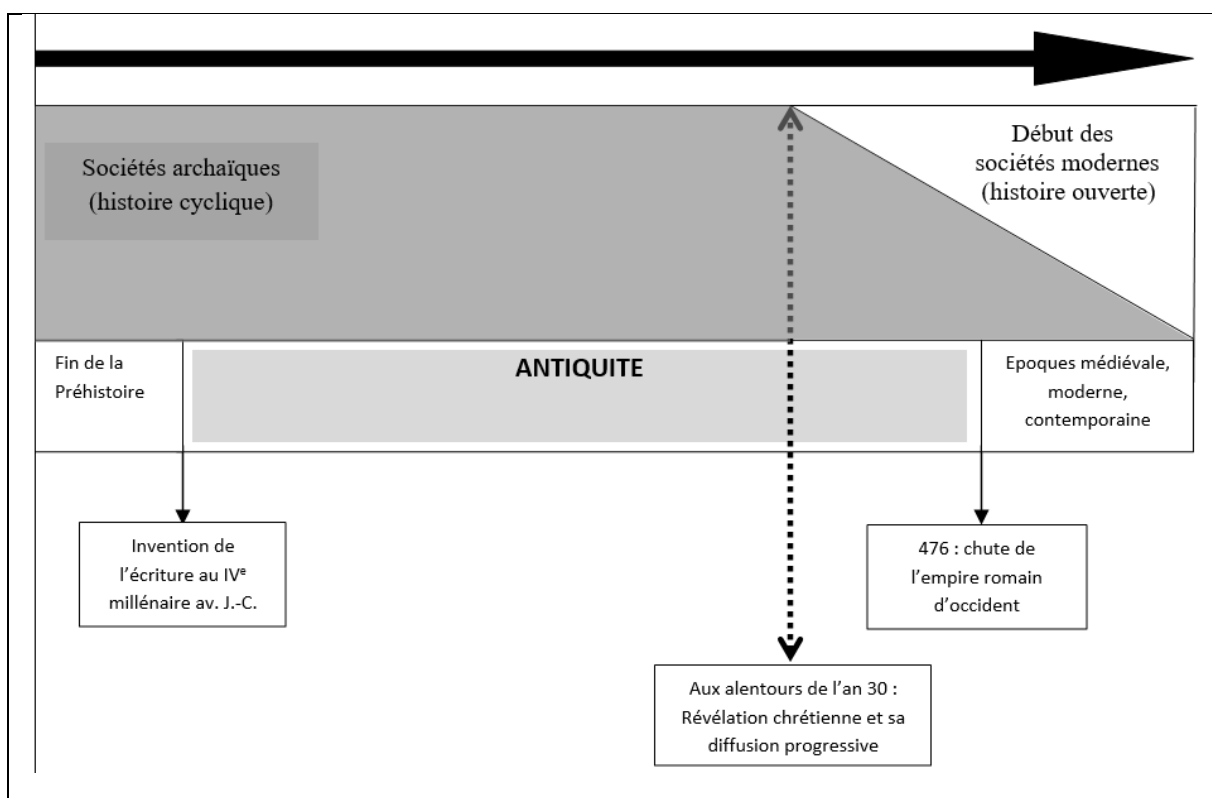 Sociétés archaïques
(histoire cyclique)
Début des
sociétés modernes
(histoire ouverte)
Fin de la
Préhistoire
ANTIQUITE
Epoques médiévale,
moderne,
contemporaine
Invention de
l’écriture au IVᵉ
millénaire av. J.-C.
476 : chute de
l’empire romain
d’occident
Aux alentours de l’an 30 :
Révélation chrétienne et sa
diffusion progressive